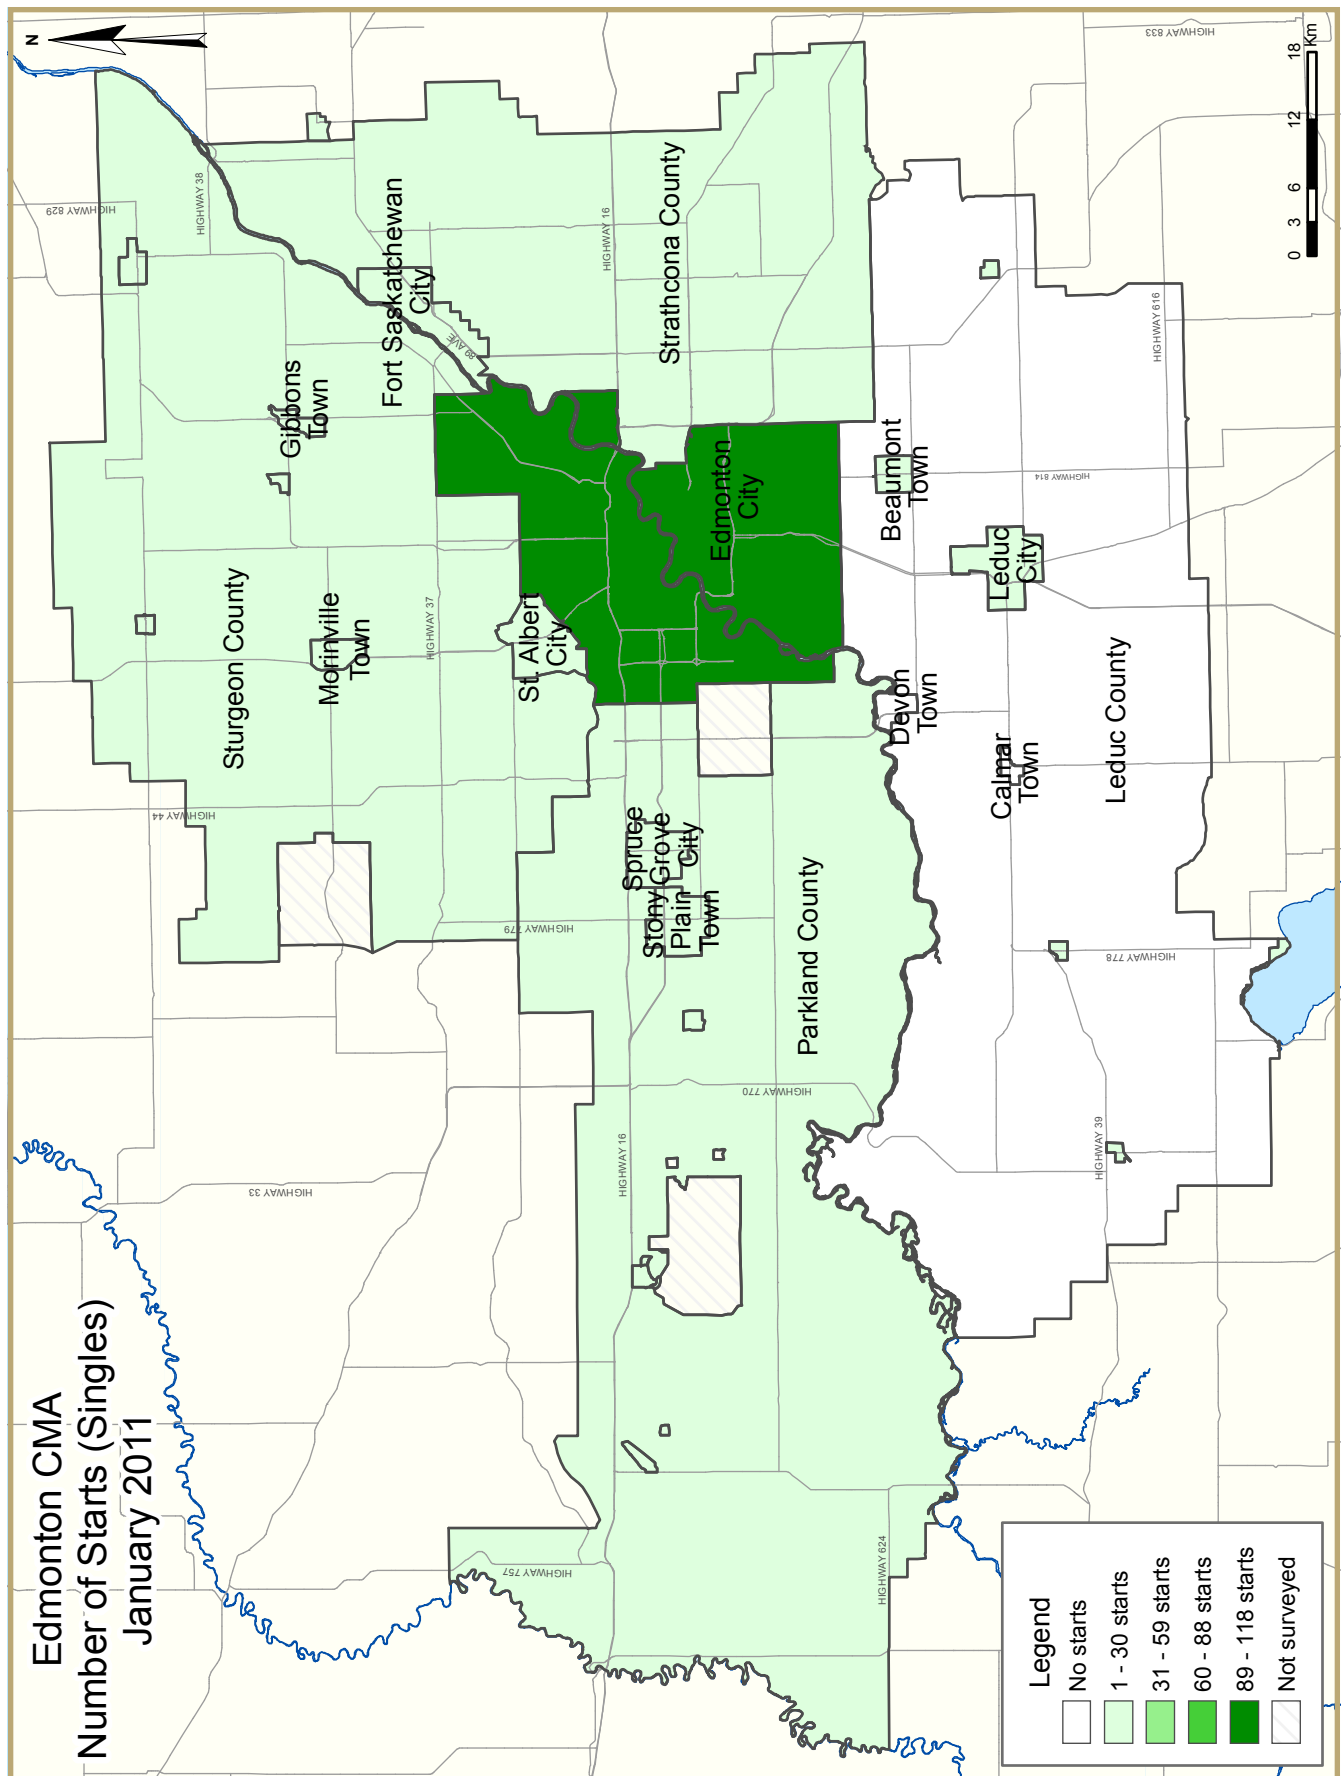 Edmonton CMA
Number of Starts (Singles)
January 2011
N
HIGHWAY 829
HIGHWAY 38
HIGHWAY 833
HIGHWAY 16
HIGHWAY 44
HIGHWAY 37
HIGHWAY 779
HIGHWAY 33
HIGHWAY 757
89 AVE
HIGHWAY 16
HIGHWAY 770
HIGHWAY 624
HIGHWAY 814
HIGHWAY 616
HIGHWAY 778
HIGHWAY 39
Sturgeon County
Gibbons
Town
Morinville
Town
Fort Saskatchewan
City
St. Albert
City
Strathcona County
Edmonton
City
Spruce
Grove
City
Stony
Plain
Town
Parkland County
Beaumont
Town
Devon
Town
Leduc
City
Calmar
Town
Leduc County
Legend
No starts
1 - 30 starts
31 - 59 starts
60 - 88 starts
89 - 118 starts
Not surveyed
0 3 6 12 18
Km